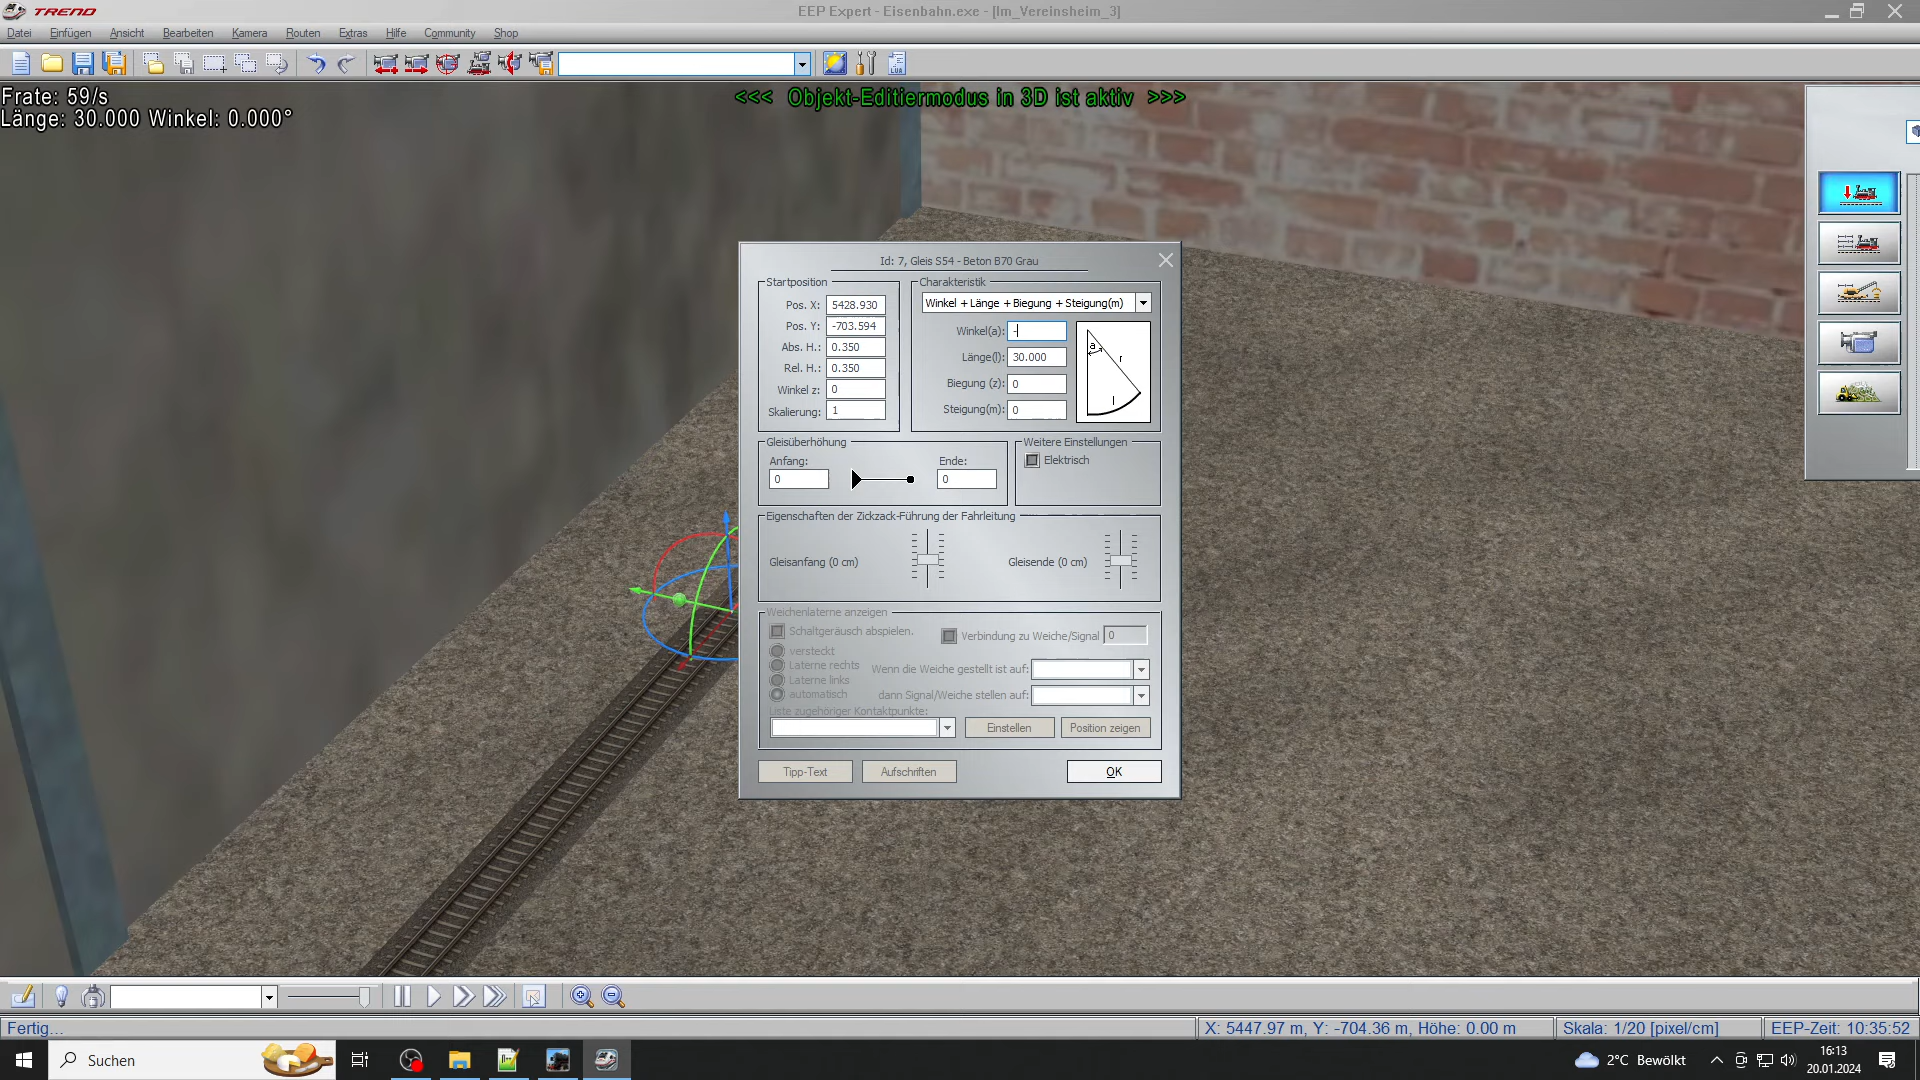 TREND
EEP Expert - Eisenbahn.exe - [Im_Vereinsheim_3]
Datei Einfügen Ansicht Bearbeiten Kamera Routen Extras Hilfe Community Shop
Frate: 59/s
<<< Objekt-Editiermodus in 3D ist aktiv >>>
Länge: 30.000 Winkel: 0.000°
Id: 7, Gleis S54 - Beton B70 Grau
Startposition
Pos. X: 5428.930
Pos. Y: -703.594
Abs. H.: 0.350
Rel. H.: 0.350
Winkel z: 0
Skalierung: 1
Charakteristik
Winkel + Länge + Biegung + Steigung(m)
Winkel(a): -
Länge(l): 30.000
Biegung (z): 0
Steigung(m): 0
a
r
l
Gleisüberhöhung
Anfang: Ende:
0 0
Weitere Einstellungen
Elektrisch
Eigenschaften der Zickzack-Führung der Fahrleitung
Gleisanfang (0 cm) Gleisende (0 cm)
Weichenlaterne anzeigen
Schaltgeräusch abspielen.
versteckt
Laterne rechts
Laterne links
automatisch
Verbindung zu Weiche/Signal 0
Wenn die Weiche gestellt ist auf:
dann Signal/Weiche stellen auf:
Liste zugehöriger Kontaktpunkte:
Einstellen Position zeigen
Tipp-Text Aufschriften OK
Fertig... X: 5447.97 m, Y: -704.36 m, Höhe: 0.00 m Skala: 1/20 [pixel/cm] EEP-Zeit: 10:35:52
Suchen 2°C Bewölkt 16:13
20.01.2024